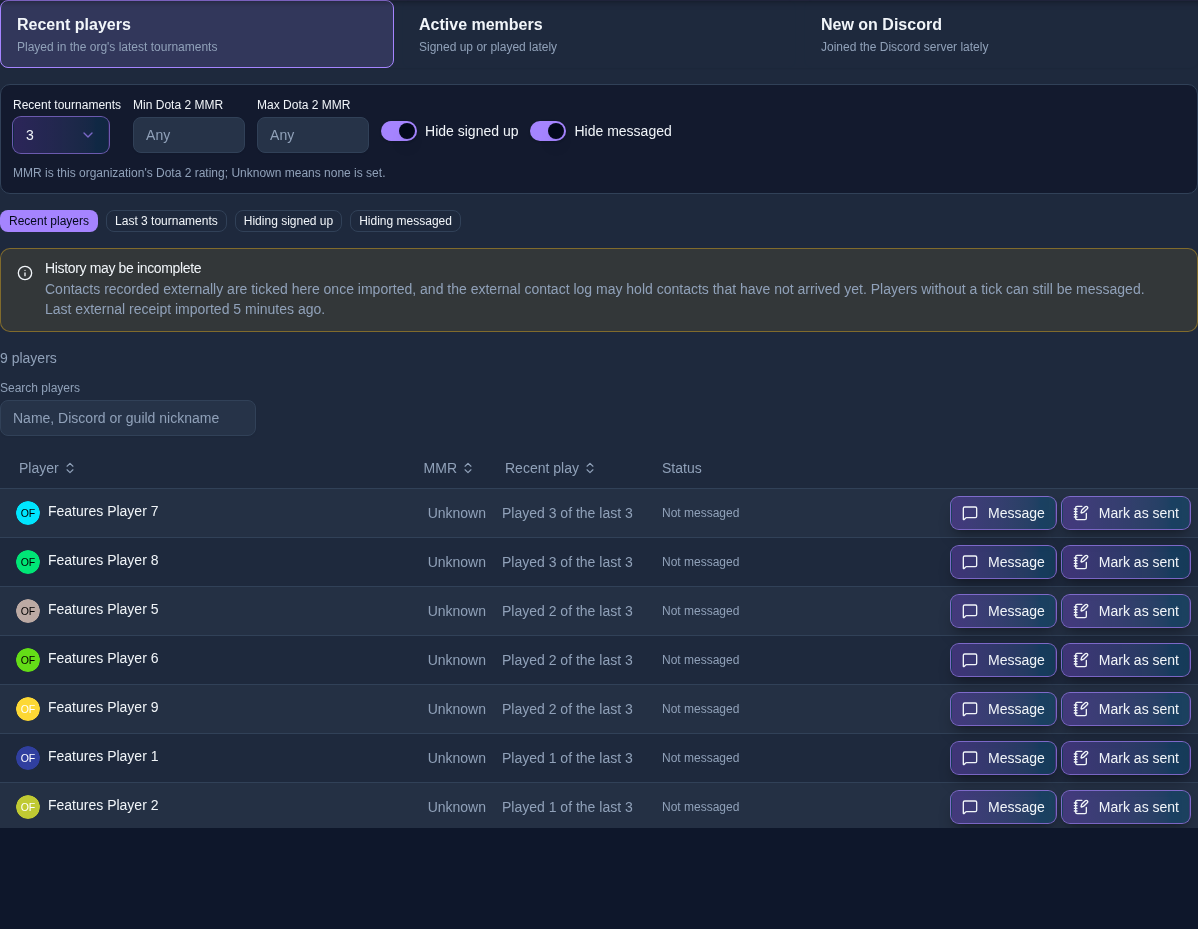 Recent players
Played in the org's latest tournaments
Active members
Signed up or played lately
New on Discord
Joined the Discord server lately
Recent tournaments
3
Min Dota 2 MMR
Any
Max Dota 2 MMR
Any
Hide signed up
Hide messaged
MMR is this organization's Dota 2 rating; Unknown means none is set.
Recent players
Last 3 tournaments
Hiding signed up
Hiding messaged
History may be incomplete
Contacts recorded externally are ticked here once imported, and the external contact log may hold contacts that have not arrived yet. Players without a tick can still be messaged.
Last external receipt imported 5 minutes ago.
9 players
Search players
Name, Discord or guild nickname
Player MMR Recent play Status
OF Features Player 7 Unknown Played 3 of the last 3 Not messaged Message Mark as sent
OF Features Player 8 Unknown Played 3 of the last 3 Not messaged Message Mark as sent
OF Features Player 5 Unknown Played 2 of the last 3 Not messaged Message Mark as sent
OF Features Player 6 Unknown Played 2 of the last 3 Not messaged Message Mark as sent
OF Features Player 9 Unknown Played 2 of the last 3 Not messaged Message Mark as sent
OF Features Player 1 Unknown Played 1 of the last 3 Not messaged Message Mark as sent
OF Features Player 2 Unknown Played 1 of the last 3 Not messaged Message Mark as sent